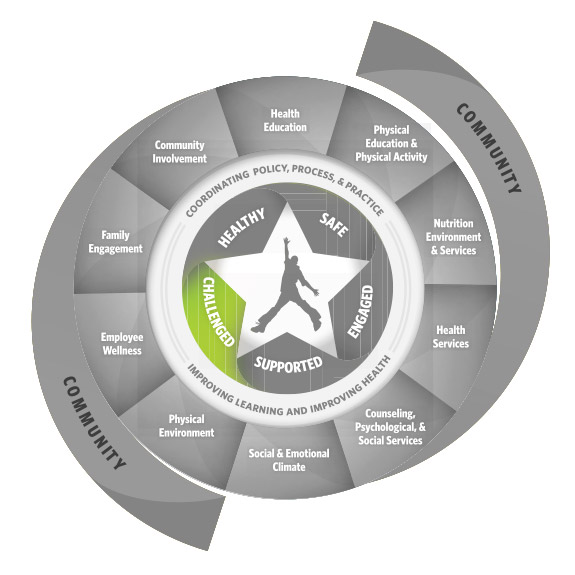 COMMUNITY
Health
Education
Physical
Education &
Physical Activity
Nutrition
Environment
& Services
Health
Services
Counseling,
Psychological, &
Social Services
Social & Emotional
Climate
Physical
Environment
Employee
Wellness
Family
Engagement
Community
Involvement
COORDINATING POLICY, PROCESS, & PRACTICE
IMPROVING LEARNING AND IMPROVING HEALTH
HEALTHY
SAFE
ENGAGED
SUPPORTED
CHALLENGED
COMMUNITY